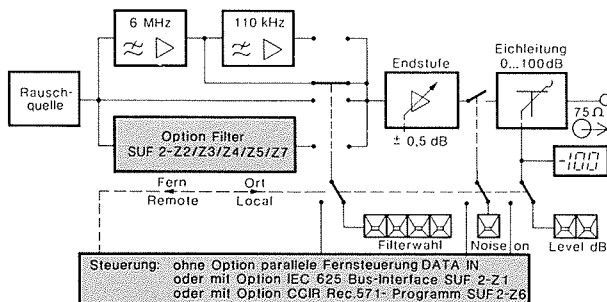 6 MHz
110 kHz
Endstufe
Eichleitung
0...100dB
Rausch-
quelle
75 Ω
± 0,5 dB
Option Filter
SUF 2-Z2/Z3/Z4/Z5/Z7
-100
Fern
Ort
Remote
Local
Filterwahl
Noise on
Level dB
Steuerung: ohne Option parallele Fernsteuerung DATA IN
oder mit Option IEC 625 Bus-Interface SUF 2-Z1
oder mit Option CCIR Rec.571- Programm SUF 2-Z6